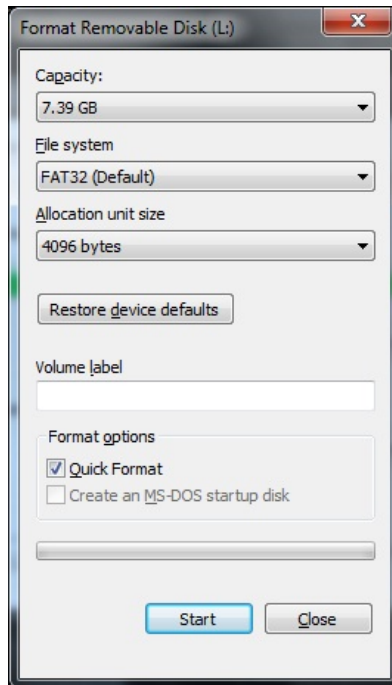 Format Removable Disk (L:)
Capacity:
7.39 GB
File system
FAT32 (Default)
Allocation unit size
4096 bytes
Restore device defaults
Volume label
Format options
Quick Format
Create an MS-DOS startup disk
Start Close